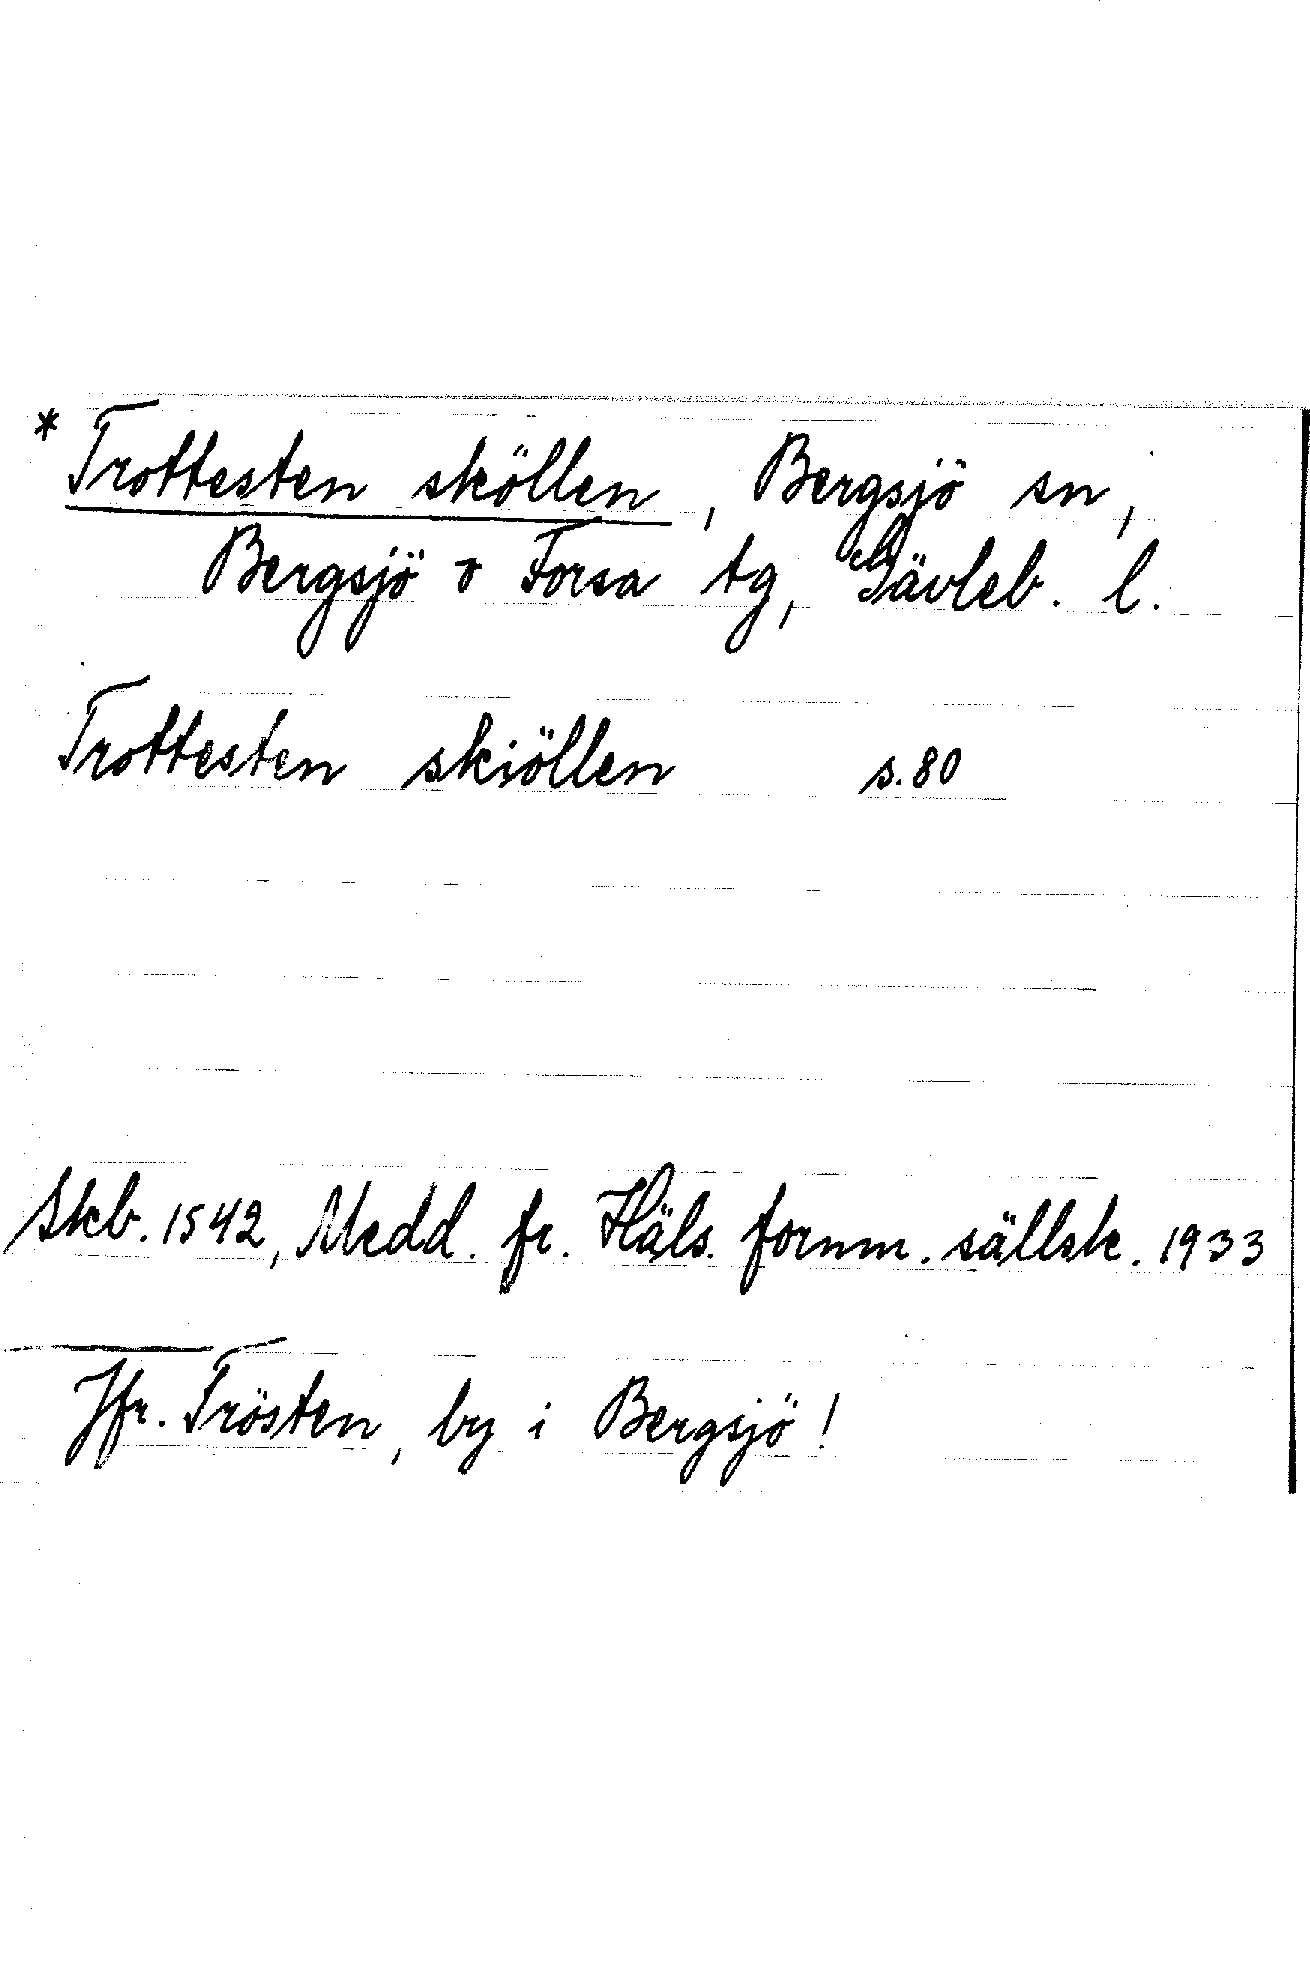 * Trottesten sköllen, Bergsjö sn,
Bergsjö o Forsa tg, Gävleb. l.
Trottesten skiöllen s. 80
Skb. 1542, Medd. fr. Häls. fornm. sällsk. 1933
Jfr. Trösten, by i Bergsjö!